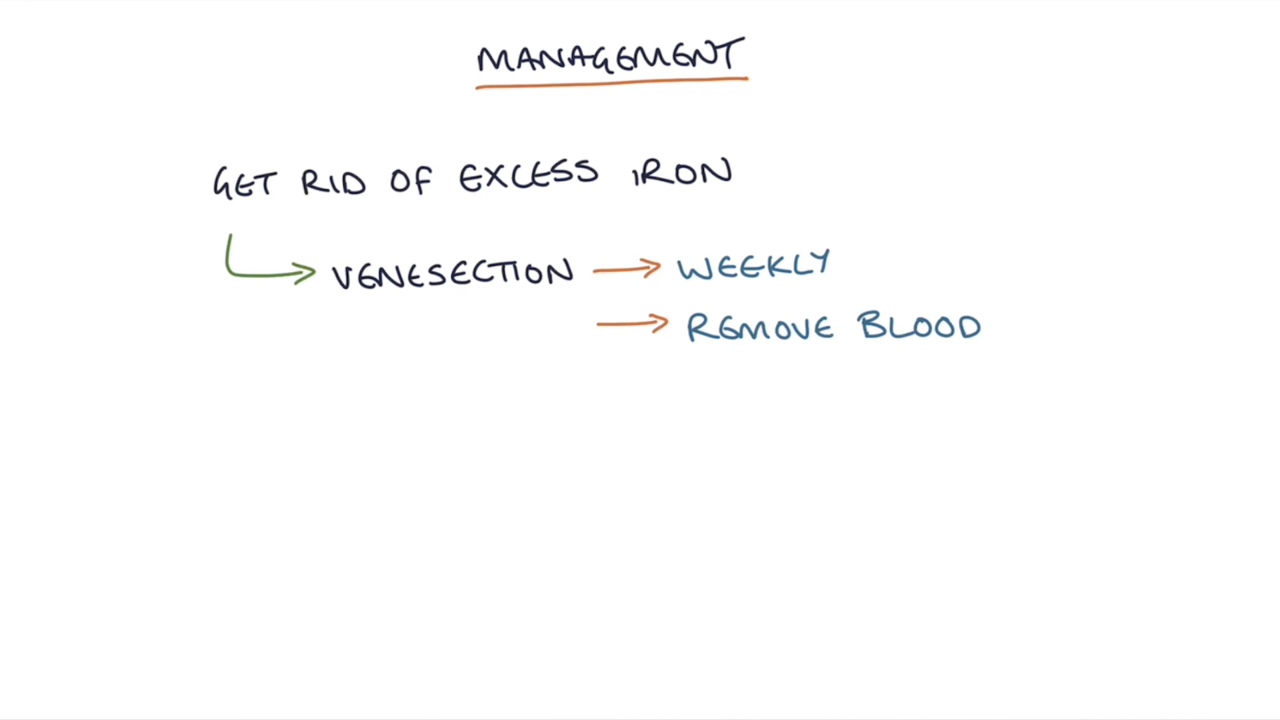 MANAGEMENT
GET RID OF EXCESS IRON
VENESECTION → WEEKLY
→ REMOVE BLOOD